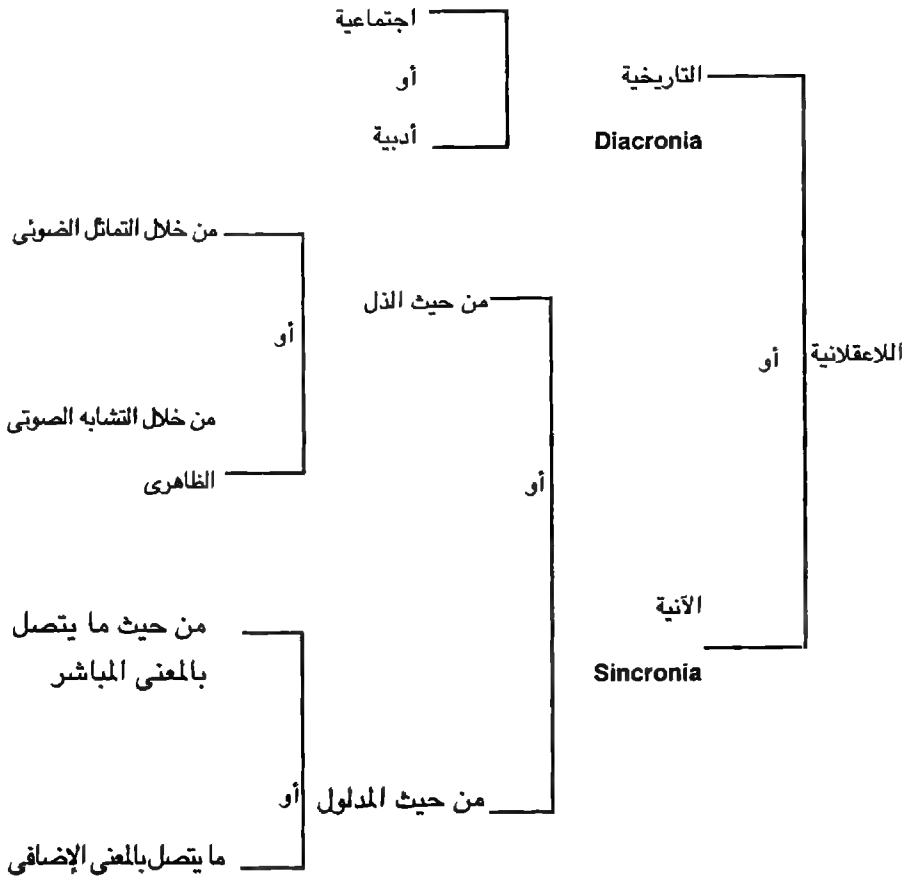 اللاعقلانية
أو
التاريخية
Diacronia
اجتماعية
أو
أدبية
الآنية
Sincronia
من حيث الذل
أو
من حيث المدلول
من خلال التماثل الضوئى
أو
من خلال التشابه الصوتى
الظاهرى
من حيث ما يتصل
بالمعنى المباشر
أو
ما يتصل بالمعنى الإضافى